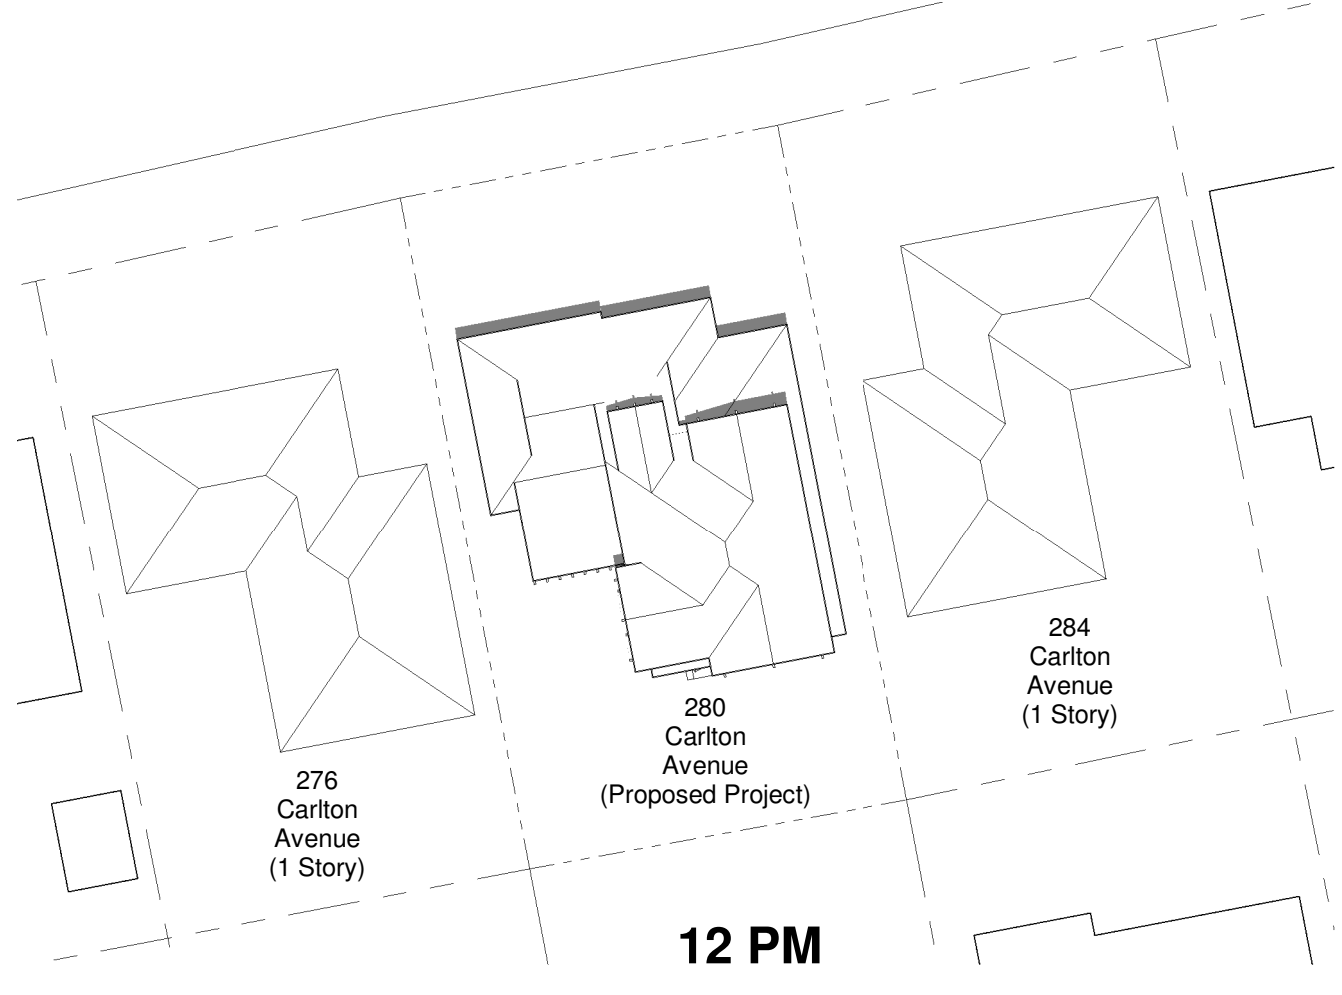 284
Carlton
Avenue
(1 Story)
280
Carlton
Avenue
(Proposed Project)
276
Carlton
Avenue
(1 Story)
12 PM